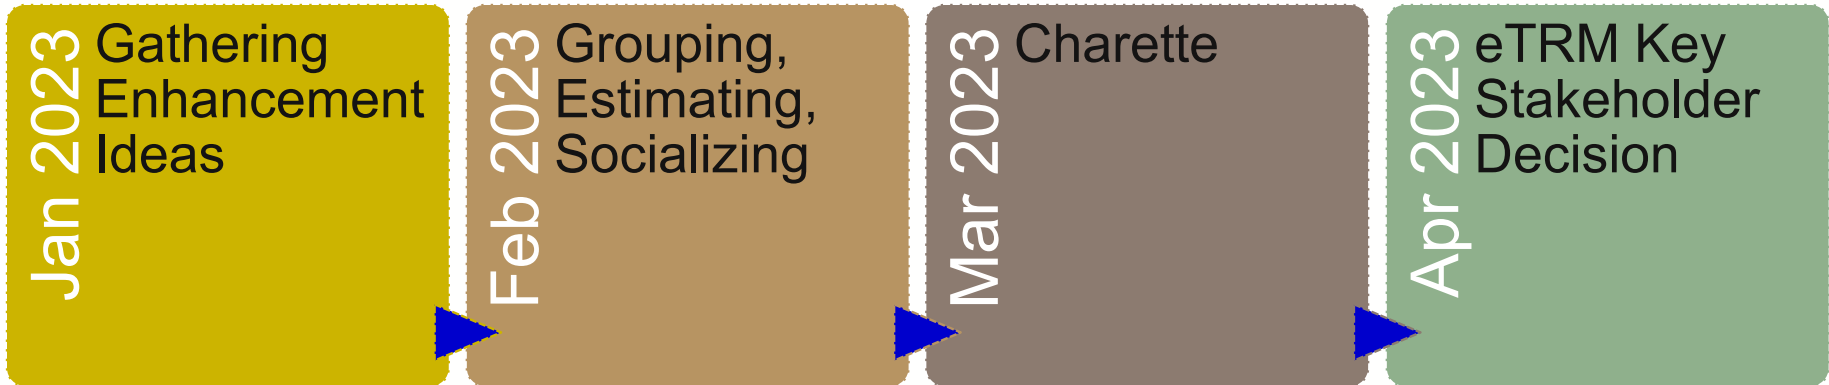 Jan 2023
Gathering
Enhancement
Ideas
Feb 2023
Grouping,
Estimating,
Socializing
Mar 2023
Charette
Apr 2023
eTRM Key
Stakeholder
Decision